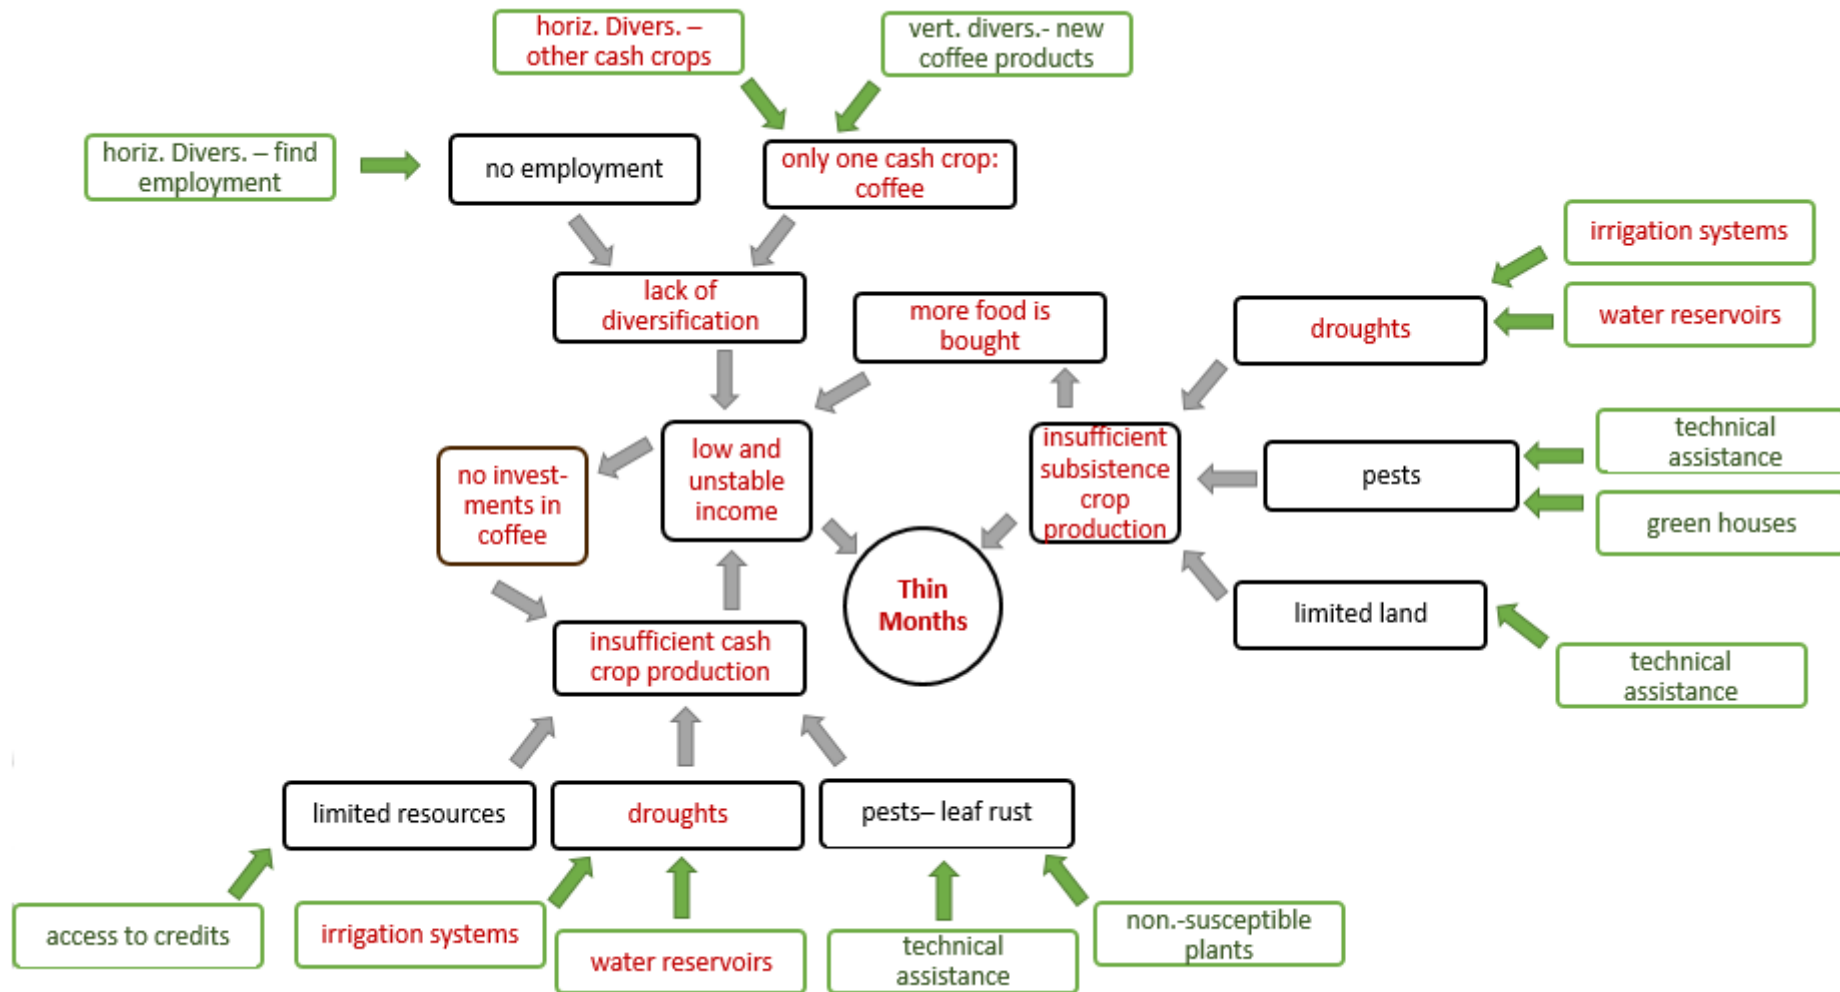 horiz. Divers. –
other cash crops
vert. divers.- new
coffee products
horiz. Divers. – find
employment
no employment
only one cash crop:
coffee
irrigation systems
lack of
diversification
more food is
bought
droughts
water reservoirs
low and
unstable
income
no invest-
ments in
coffee
insufficient
subsistence
crop
production
pests
technical
assistance
green houses
Thin
Months
limited land
insufficient cash
crop production
technical
assistance
limited resources
droughts
pests– leaf rust
access to credits
irrigation systems
water reservoirs
technical
assistance
non.-susceptible
plants